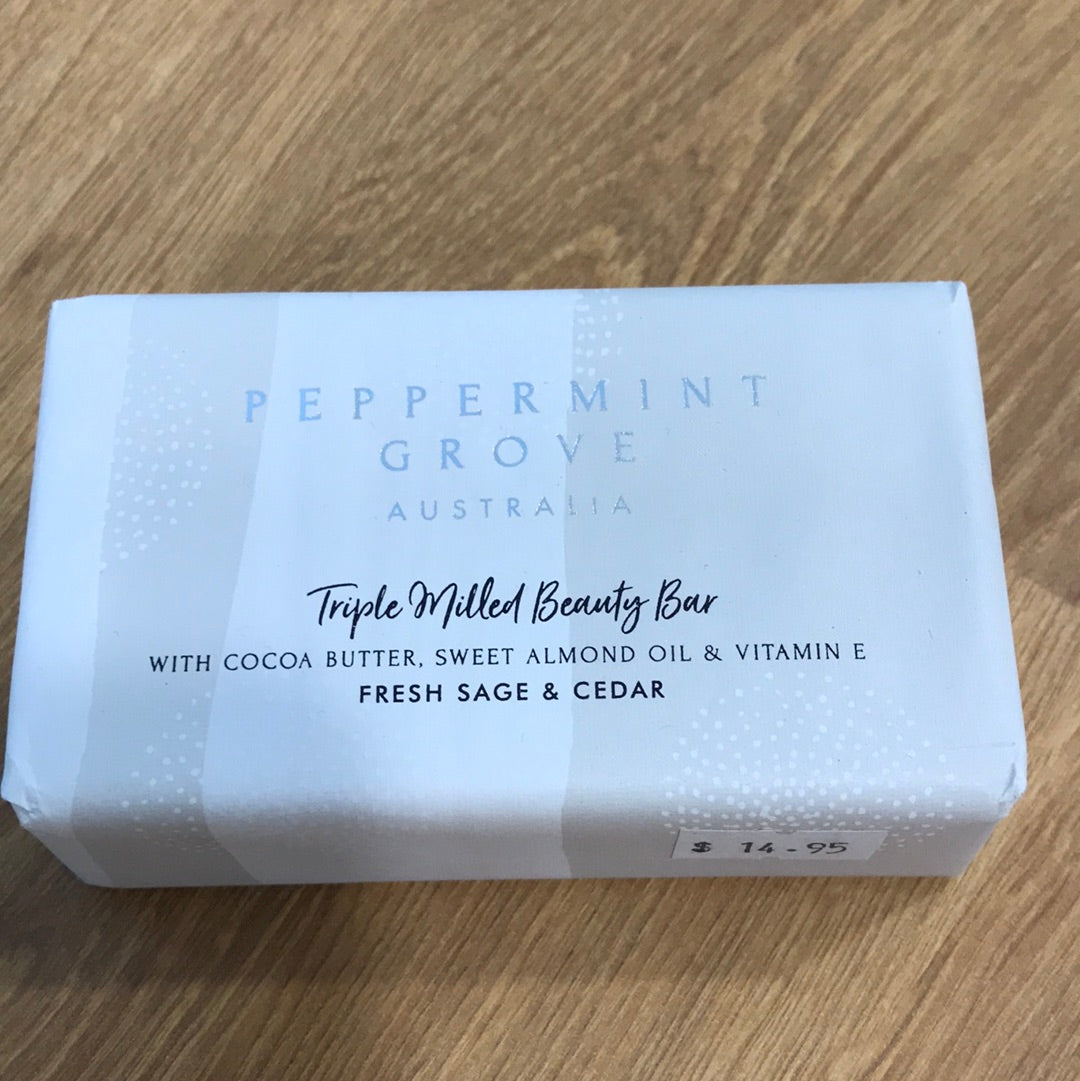 PEPPERMINT
GROVE
AUSTRALIA
Triple Milled Beauty Bar
WITH COCOA BUTTER, SWEET ALMOND OIL & VITAMIN E
FRESH SAGE & CEDAR
$ 14.95